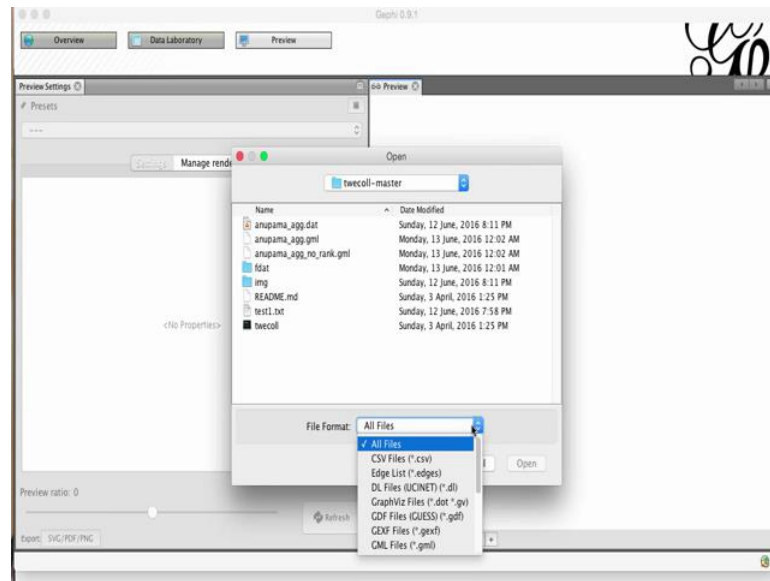 Gephi 0.9.1
Overview
Data Laboratory
Preview
Preview Settings
Preview
Presets
---
Settings Manage rende
Open
twecoll-master
Name Date Modified
anupama_agg.dat Sunday, 12 June, 2016 8:11 PM
anupama_agg.gml Monday, 13 June, 2016 12:02 AM
anupama_agg_no_rank.gml Monday, 13 June, 2016 12:02 AM
fdat Monday, 13 June, 2016 12:01 AM
img Sunday, 12 June, 2016 8:11 PM
README.md Sunday, 3 April, 2016 1:25 PM
test1.txt Sunday, 12 June, 2016 7:58 PM
twecoll Sunday, 3 April, 2016 1:25 PM
<No Properties>
File Format: All Files
✓ All Files
CSV Files (*.csv)
Edge List (*.edges)
DL Files (UCINET) (*.dl)
GraphViz Files (*.dot *.gv)
GDF Files (GUESS) (*.gdf)
GEXF Files (*.gexf)
GML Files (*.gml)
Open
Preview ratio: 0
Refresh
Export: SVG/PDF/PNG